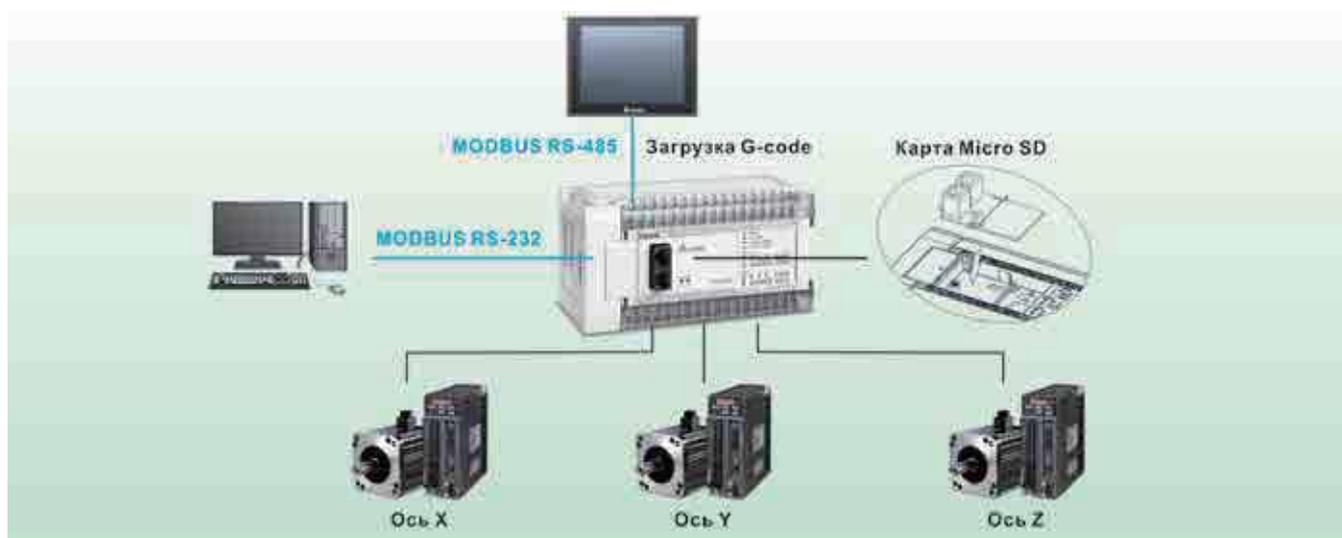 MODBUS RS-485
Загрузка G-code
Карта Micro SD
MODBUS RS-232
Ось X
Ось Y
Ось Z